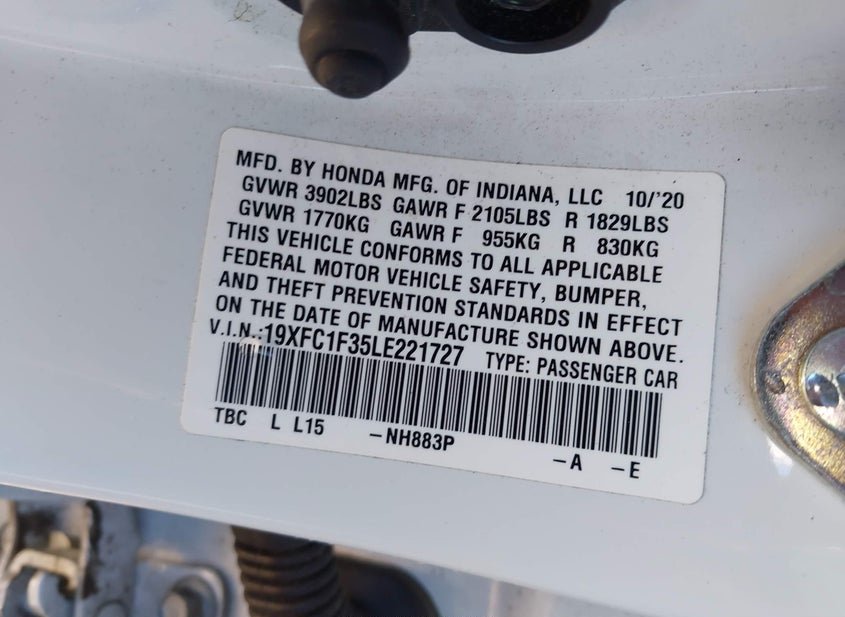 MFD. BY HONDA MFG. OF INDIANA, LLC 10/'20
GVWR 3902LBS GAWR F 2105LBS R 1829LBS
GVWR 1770KG GAWR F 955KG R 830KG
THIS VEHICLE CONFORMS TO ALL APPLICABLE
FEDERAL MOTOR VEHICLE SAFETY, BUMPER,
AND THEFT PREVENTION STANDARDS IN EFFECT
ON THE DATE OF MANUFACTURE SHOWN ABOVE.
V.I.N.:19XFC1F35LE221727 TYPE: PASSENGER CAR
TBC L L15 -NH883P -A -E